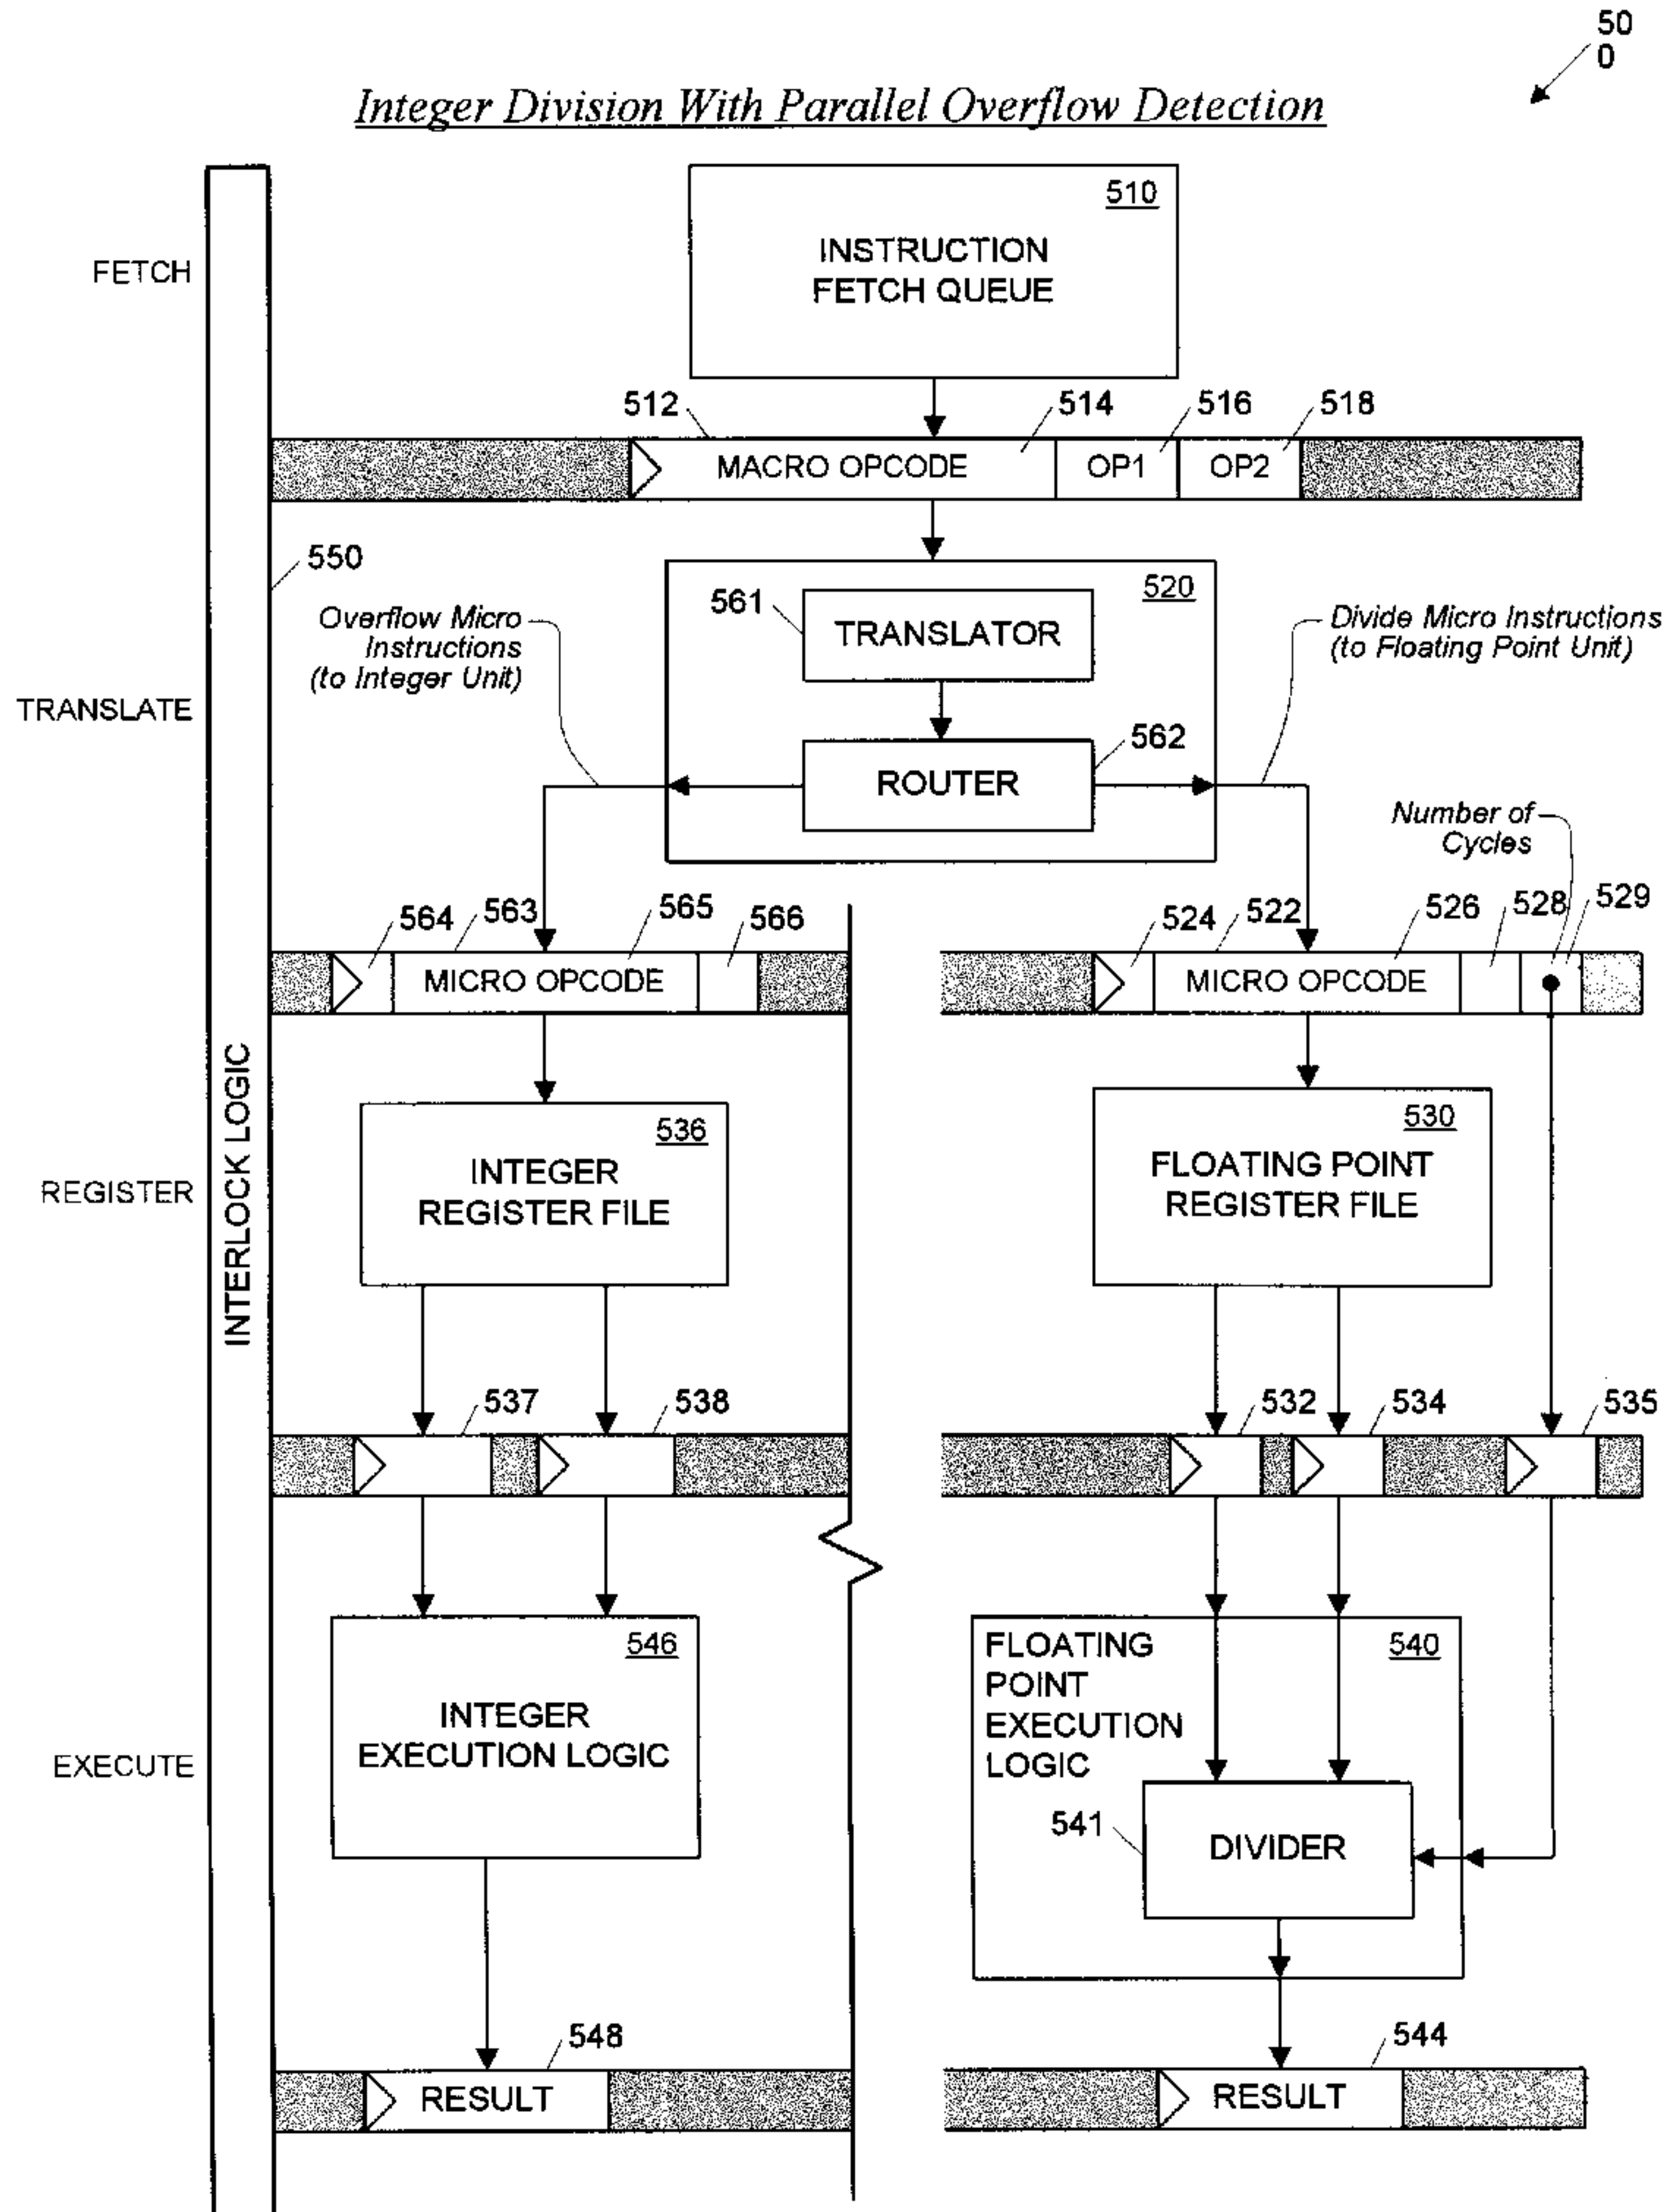 50
0
Integer Division With Parallel Overflow Detection
510
INSTRUCTION
FETCH QUEUE
FETCH
512
514
516
518
MACRO OPCODE
OP1
OP2
550
520
561
TRANSLATOR
Overflow Micro
Instructions
(to Integer Unit)
Divide Micro Instructions
(to Floating Point Unit)
TRANSLATE
562
ROUTER
Number of
Cycles
564
563
565
566
524
522
526
528
529
MICRO OPCODE
MICRO OPCODE
INTERLOCK LOGIC
536
INTEGER
REGISTER FILE
530
FLOATING POINT
REGISTER FILE
REGISTER
537
538
532
534
535
546
INTEGER
EXECUTION LOGIC
540
FLOATING
POINT
EXECUTION
LOGIC
EXECUTE
541
DIVIDER
548
544
RESULT
RESULT